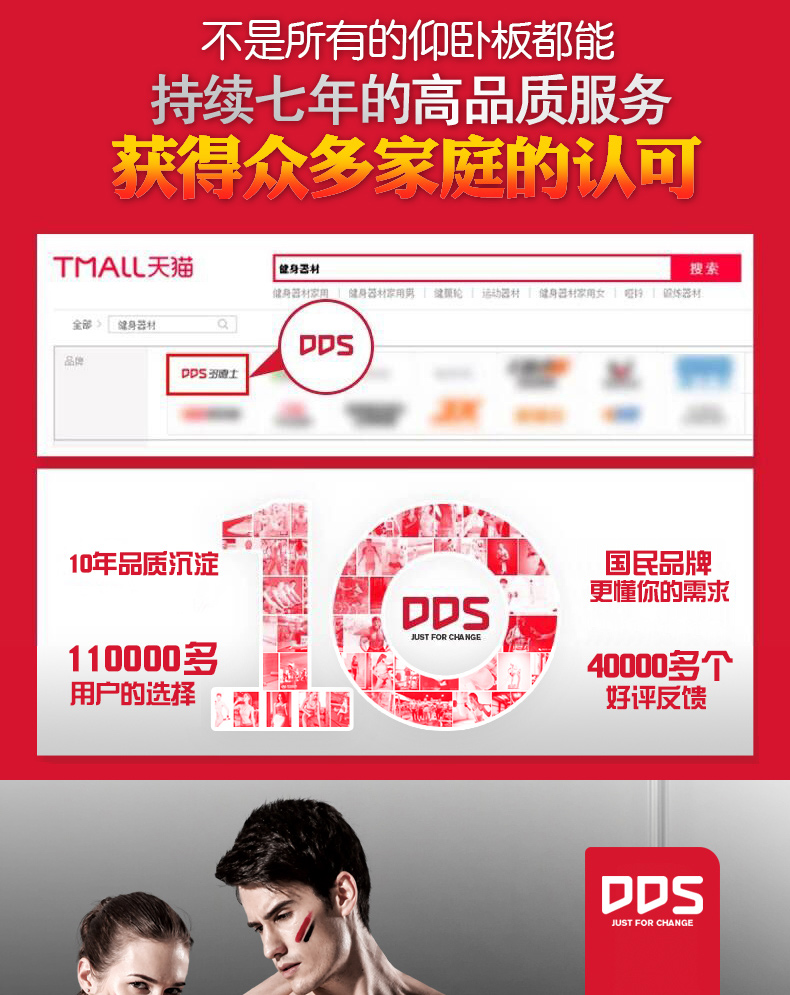 不是所有的仰卧板都能
持续七年的高品质服务
获得众多家庭的认可
TMALL天猫
健身器材
搜索
健身器材家用 | 健身器材家用男 | 健腹轮 | 运动器材 | 健身器材家用女 | 哑铃 | 锻炼器材
全部 > 健身器材
DDS
品牌
DDS多德士
10年品质沉淀
110000多
用户的选择
DDS
JUST FOR CHANGE
国民品牌
更懂你的需求
40000多个
好评反馈
DDS
JUST FOR CHANGE